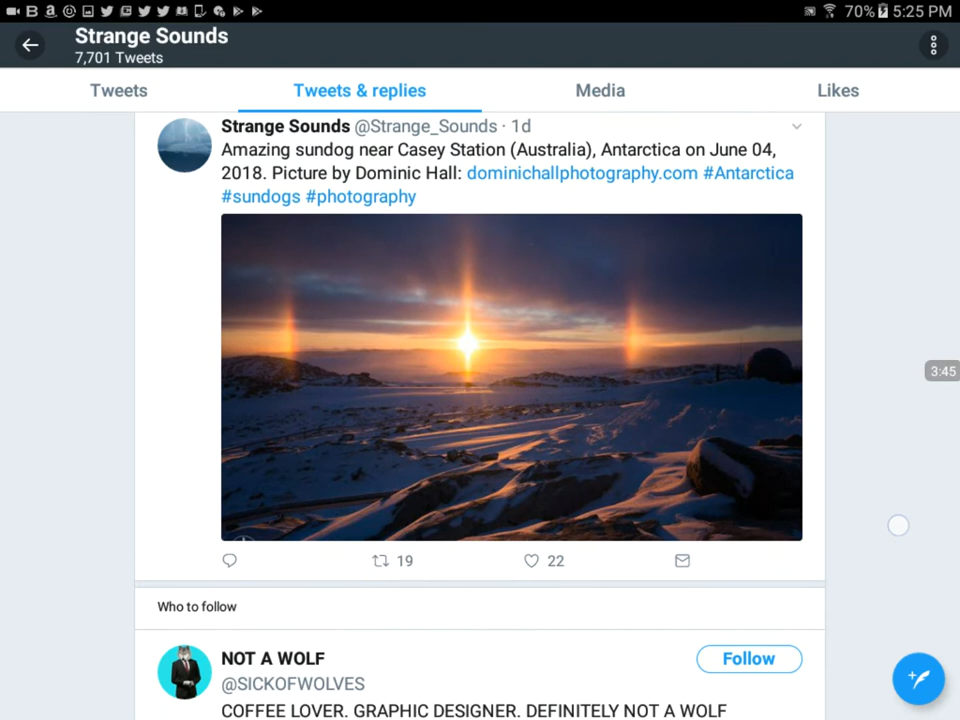 70% 5:25 PM
Strange Sounds
7,701 Tweets
Tweets
Tweets & replies
Media
Likes
Strange Sounds @Strange_Sounds · 1d
Amazing sundog near Casey Station (Australia), Antarctica on June 04,
2018. Picture by Dominic Hall: dominichallphotography.com #Antarctica
#sundogs #photography
19
22
3:45
Who to follow
NOT A WOLF
Follow
@SICKOFWOLVES
COFFEE LOVER. GRAPHIC DESIGNER. DEFINITELY NOT A WOLF